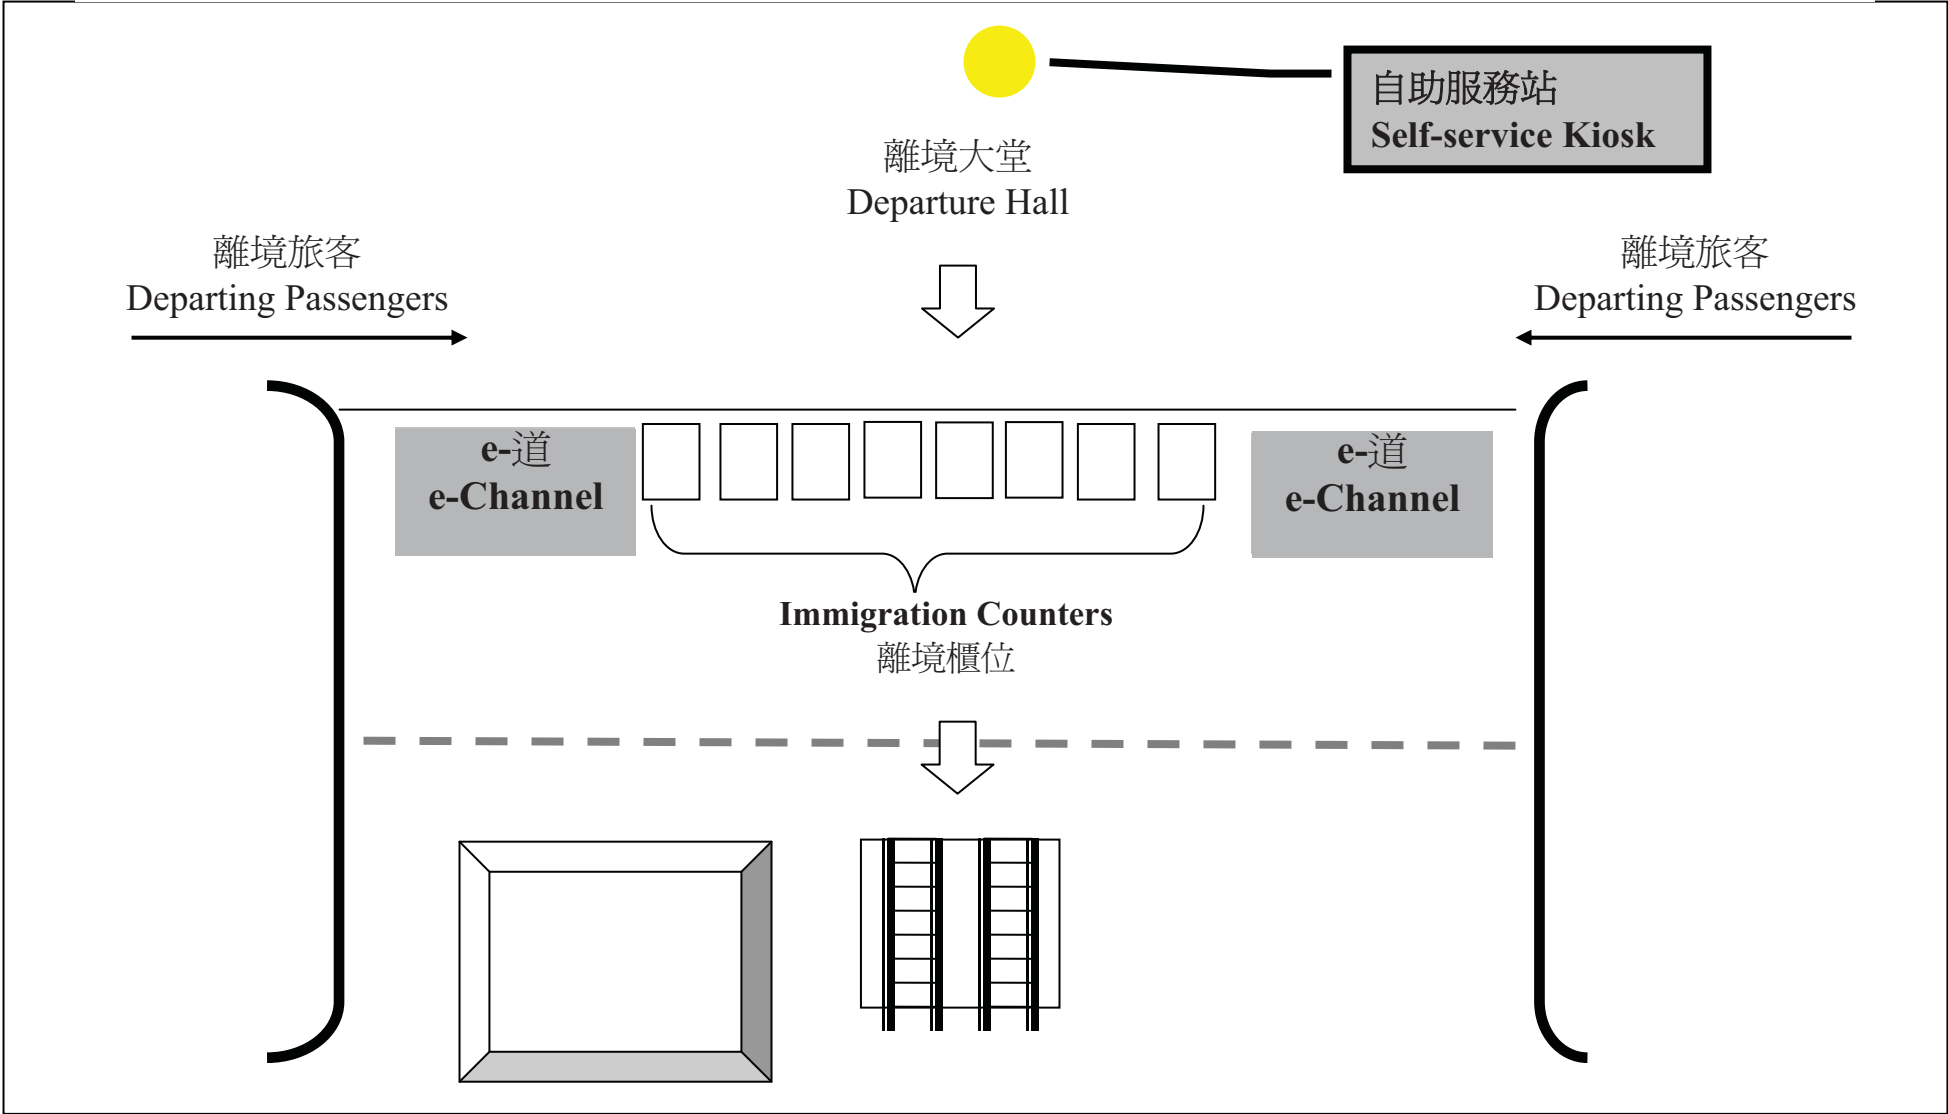 自助服務站
Self-service Kiosk
離境大堂
Departure Hall
離境旅客
Departing Passengers
離境旅客
Departing Passengers
e-道
e-Channel
e-道
e-Channel
Immigration Counters
離境櫃位